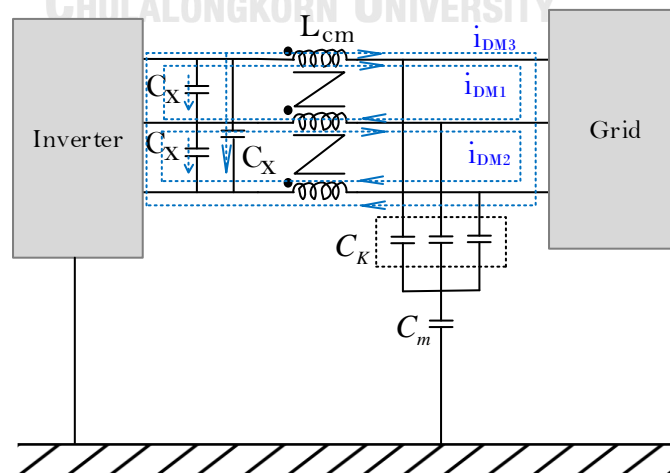 CHULALONGKORN UNIVERSITY
Lcm
iDM3
CX
iDM1
Inverter
Grid
CX
CX
iDM2
CK
Cm